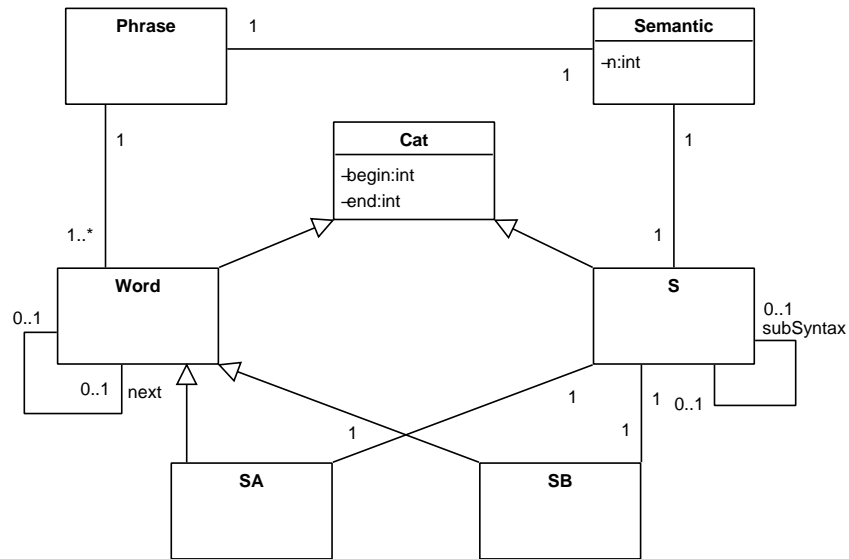 Phrase
1
1
Semantic
-n:int
1
1
Cat
-begin:int
-end:int
1..*
1
Word
S
0..1
0..1
subSyntax
0..1
next
1
1
1
0..1
1
SA
SB